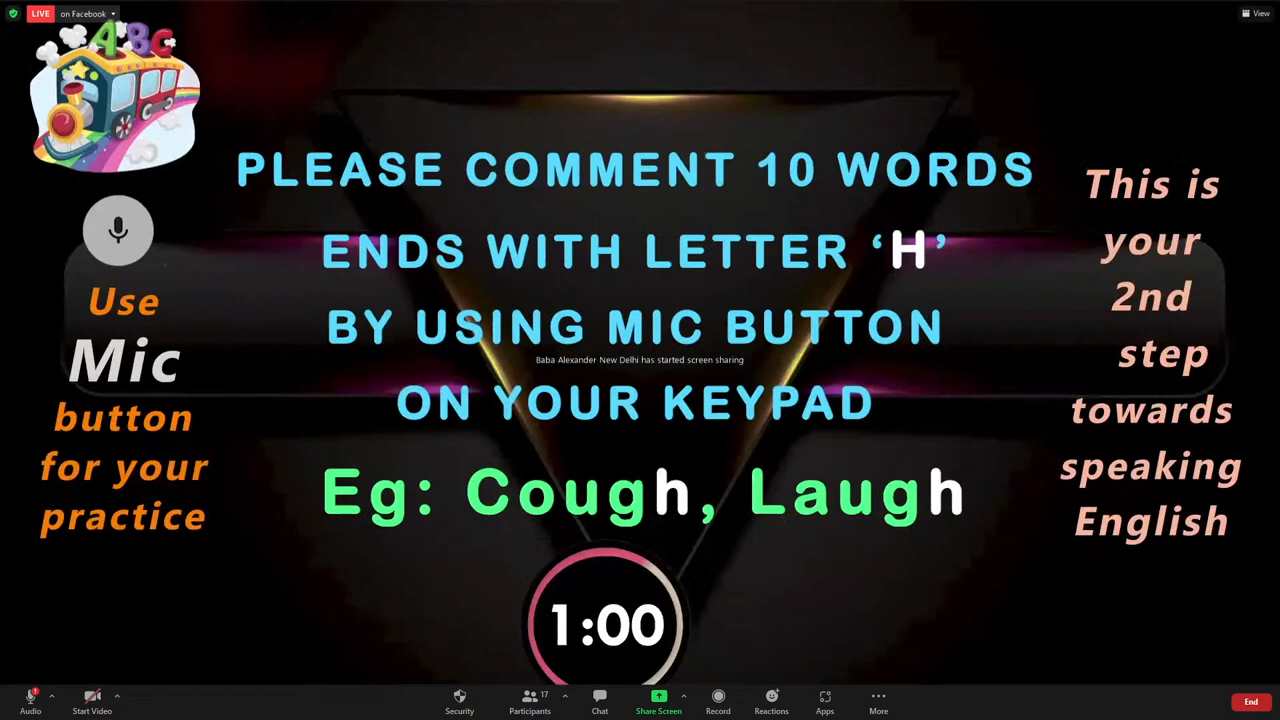 LIVE on Facebook
View
ABC
PLEASE COMMENT 10 WORDS
ENDS WITH LETTER ‘H’
BY USING MIC BUTTON
Baba Alexander New Delhi has started screen sharing
ON YOUR KEYPAD
Eg: Cough, Laugh
Use
Mic
button
for your
practice
This is
your
2nd
step
towards
speaking
English
1:00
Audio
Start Video
Security
17
Participants
Chat
Share Screen
Record
Reactions
Apps
More
End